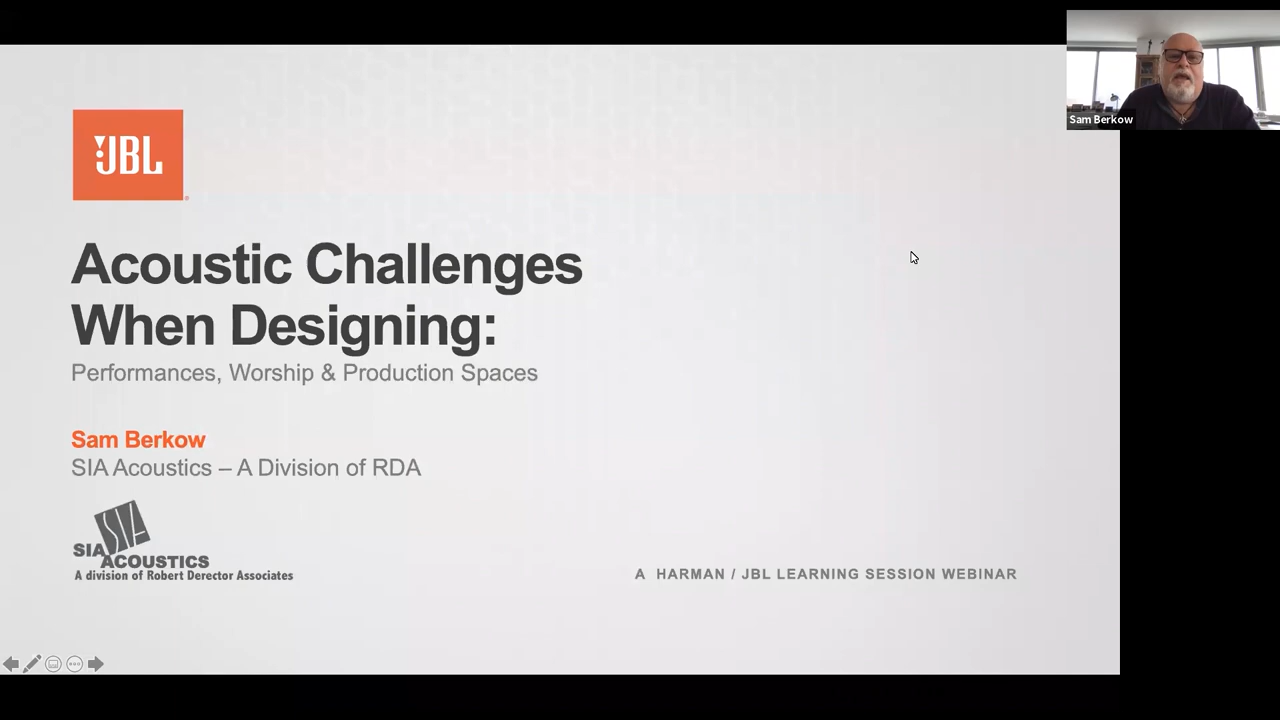 Sam Berkow
JBL
Acoustic Challenges
When Designing:
Performances, Worship & Production Spaces
Sam Berkow
SIA Acoustics – A Division of RDA
SIA
SIA
ACOUSTICS
A division of Robert Derector Associates
A HARMAN / JBL LEARNING SESSION WEBINAR